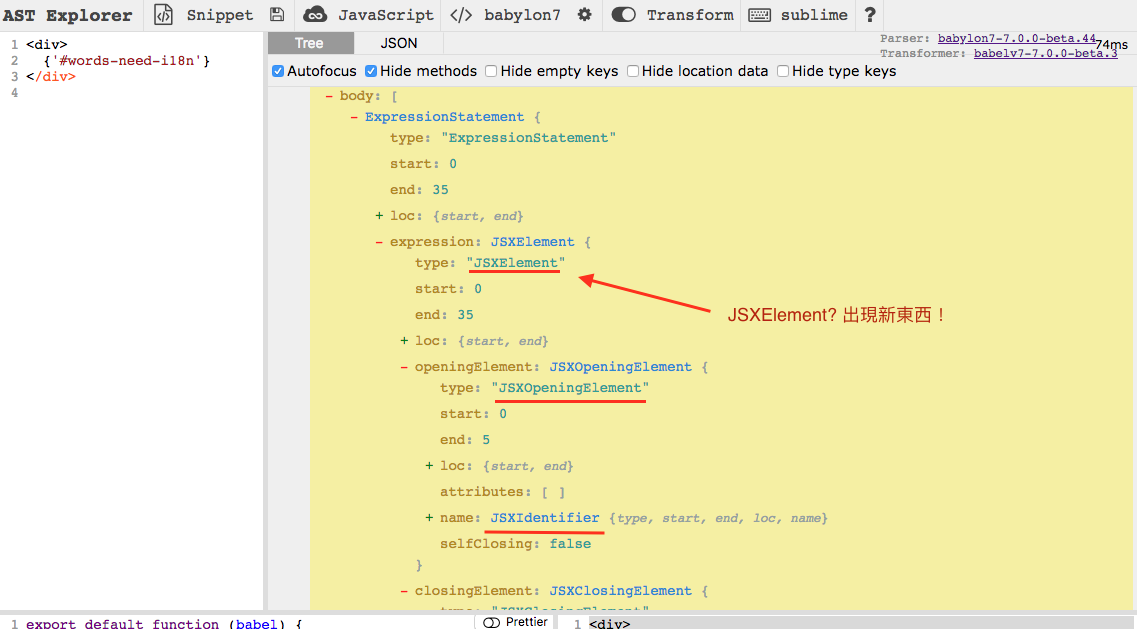 AST Explorer Snippet JavaScript </> babylon7 Transform sublime ?
Tree JSON
Parser: babylon7-7.0.0-beta.44
Transformer: babelv7-7.0.0-beta.3
74ms
Autofocus Hide methods Hide empty keys Hide location data Hide type keys
1 <div>
2 {'#words-need-i18n'}
3 </div>
4
- body: [
- ExpressionStatement {
type: "ExpressionStatement"
start: 0
end: 35
+ loc: {start, end}
- expression: JSXElement {
type: "JSXElement"
start: 0
end: 35
+ loc: {start, end}
- openingElement: JSXOpeningElement {
type: "JSXOpeningElement"
start: 0
end: 5
+ loc: {start, end}
attributes: [ ]
+ name: JSXIdentifier {type, start, end, loc, name}
selfClosing: false
}
- closingElement: JSXClosingElement {
type: "JSXClosingElement"
JSXElement? 出現新東西！
1 export default function (babel) {
Prettier
1 <div>